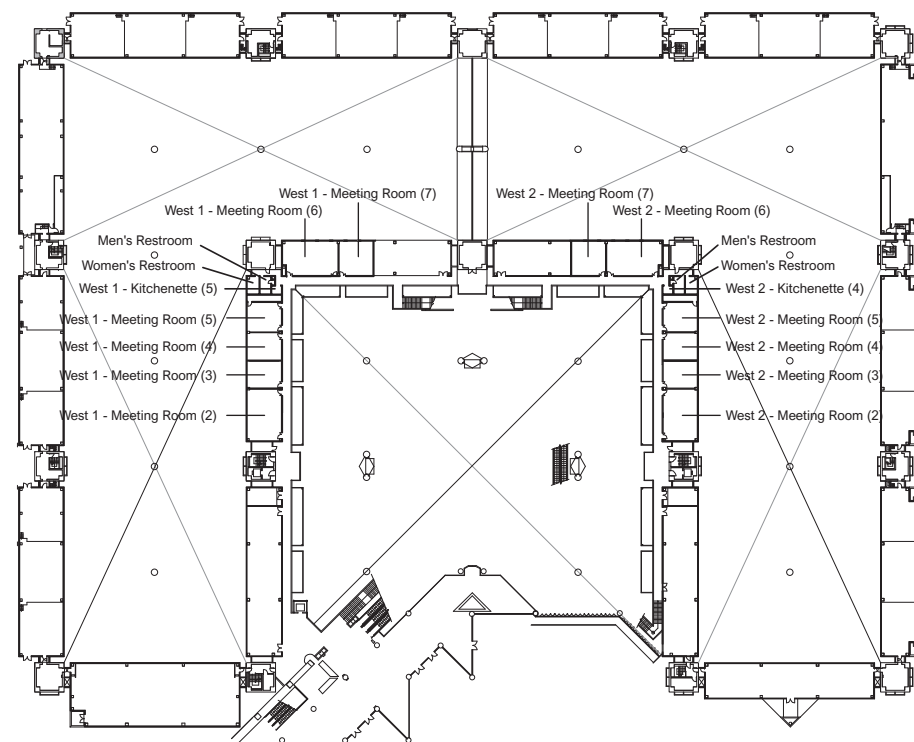 West 1 - Meeting Room (7)
West 1 - Meeting Room (6)
Men's Restroom
Women's Restroom
West 1 - Kitchenette (5)
West 1 - Meeting Room (5)
West 1 - Meeting Room (4)
West 1 - Meeting Room (3)
West 1 - Meeting Room (2)
West 2 - Meeting Room (7)
West 2 - Meeting Room (6)
Men's Restroom
Women's Restroom
West 2 - Kitchenette (4)
West 2 - Meeting Room (5)
West 2 - Meeting Room (4)
West 2 - Meeting Room (3)
West 2 - Meeting Room (2)